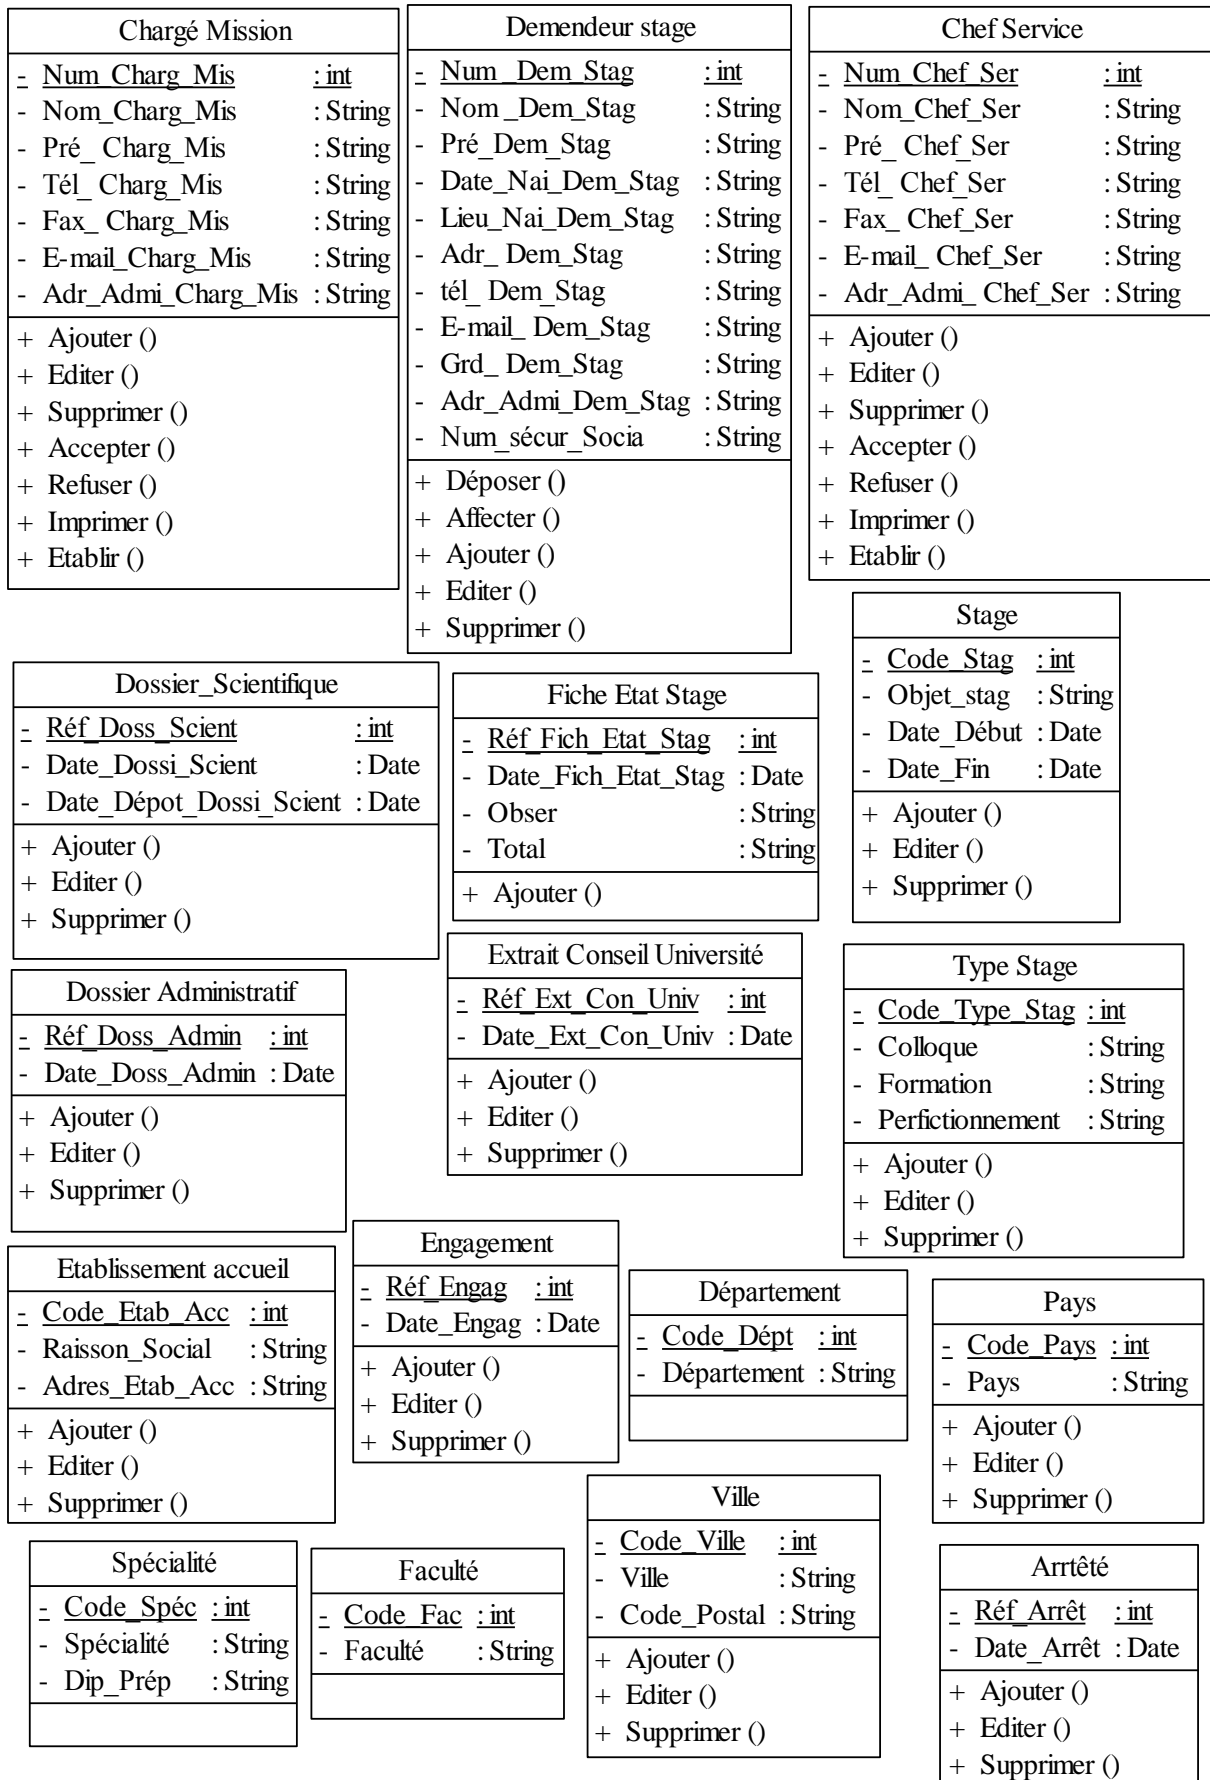 Chargé Mission
- Num_Charg_Mis : int
- Nom_Charg_Mis : String
- Pré_ Charg_Mis : String
- Tél_ Charg_Mis : String
- Fax_ Charg_Mis : String
- E-mail_Charg_Mis : String
- Adr_Admi_Charg_Mis : String
+ Ajouter ()
+ Editer ()
+ Supprimer ()
+ Accepter ()
+ Refuser ()
+ Imprimer ()
+ Etablir ()
Demendeur stage
- Num _Dem_Stag : int
- Nom _Dem_Stag : String
- Pré_Dem_Stag : String
- Date_Nai_Dem_Stag : String
- Lieu_Nai_Dem_Stag : String
- Adr_ Dem_Stag : String
- tél_ Dem_Stag : String
- E-mail_ Dem_Stag : String
- Grd_ Dem_Stag : String
- Adr_Admi_Dem_Stag : String
- Num_sécur_Socia : String
+ Déposer ()
+ Affecter ()
+ Ajouter ()
+ Editer ()
+ Supprimer ()
Chef Service
- Num_Chef_Ser : int
- Nom_Chef_Ser : String
- Pré_ Chef_Ser : String
- Tél_ Chef_Ser : String
- Fax_ Chef_Ser : String
- E-mail_ Chef_Ser : String
- Adr_Admi_ Chef_Ser : String
+ Ajouter ()
+ Editer ()
+ Supprimer ()
+ Accepter ()
+ Refuser ()
+ Imprimer ()
+ Etablir ()
Dossier_Scientifique
- Réf_Doss_Scient : int
- Date_Dossi_Scient : Date
- Date_Dépot_Dossi_Scient : Date
+ Ajouter ()
+ Editer ()
+ Supprimer ()
Fiche Etat Stage
- Réf_Fich_Etat_Stag : int
- Date_Fich_Etat_Stag : Date
- Obser : String
- Total : String
+ Ajouter ()
Stage
- Code_Stag : int
- Objet_stag : String
- Date_Début : Date
- Date_Fin : Date
+ Ajouter ()
+ Editer ()
+ Supprimer ()
Dossier Administratif
- Réf_Doss_Admin : int
- Date_Doss_Admin : Date
+ Ajouter ()
+ Editer ()
+ Supprimer ()
Extrait Conseil Université
- Réf_Ext_Con_Univ : int
- Date_Ext_Con_Univ : Date
+ Ajouter ()
+ Editer ()
+ Supprimer ()
Type Stage
- Code_Type_Stag : int
- Colloque : String
- Formation : String
- Perfictionnement : String
+ Ajouter ()
+ Editer ()
+ Supprimer ()
Etablissement accueil
- Code_Etab_Acc : int
- Raisson_Social : String
- Adres_Etab_Acc : String
+ Ajouter ()
+ Editer ()
+ Supprimer ()
Engagement
- Réf_Engag : int
- Date_Engag : Date
+ Ajouter ()
+ Editer ()
+ Supprimer ()
Département
- Code_Dépt : int
- Département : String
Pays
- Code_Pays : int
- Pays : String
+ Ajouter ()
+ Editer ()
+ Supprimer ()
Spécialité
- Code_Spéc : int
- Spécialité : String
- Dip_Prép : String
Faculté
- Code_Fac : int
- Faculté : String
Ville
- Code_Ville : int
- Ville : String
- Code_Postal : String
+ Ajouter ()
+ Editer ()
+ Supprimer ()
Arrtêté
- Réf_Arrêt : int
- Date_Arrêt : Date
+ Ajouter ()
+ Editer ()
+ Supprimer ()